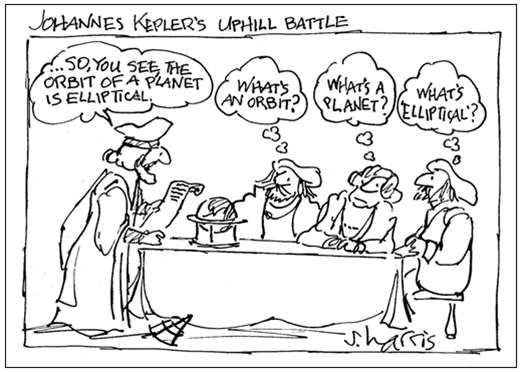 JOHANNES KEPLER'S UPHILL BATTLE
...SO, YOU SEE, THE
ORBIT OF A PLANET
IS ELLIPTICAL.
WHAT'S
AN ORBIT?
WHAT'S A
PLANET?
WHAT'S
'ELLIPTICAL'?
S. Harris